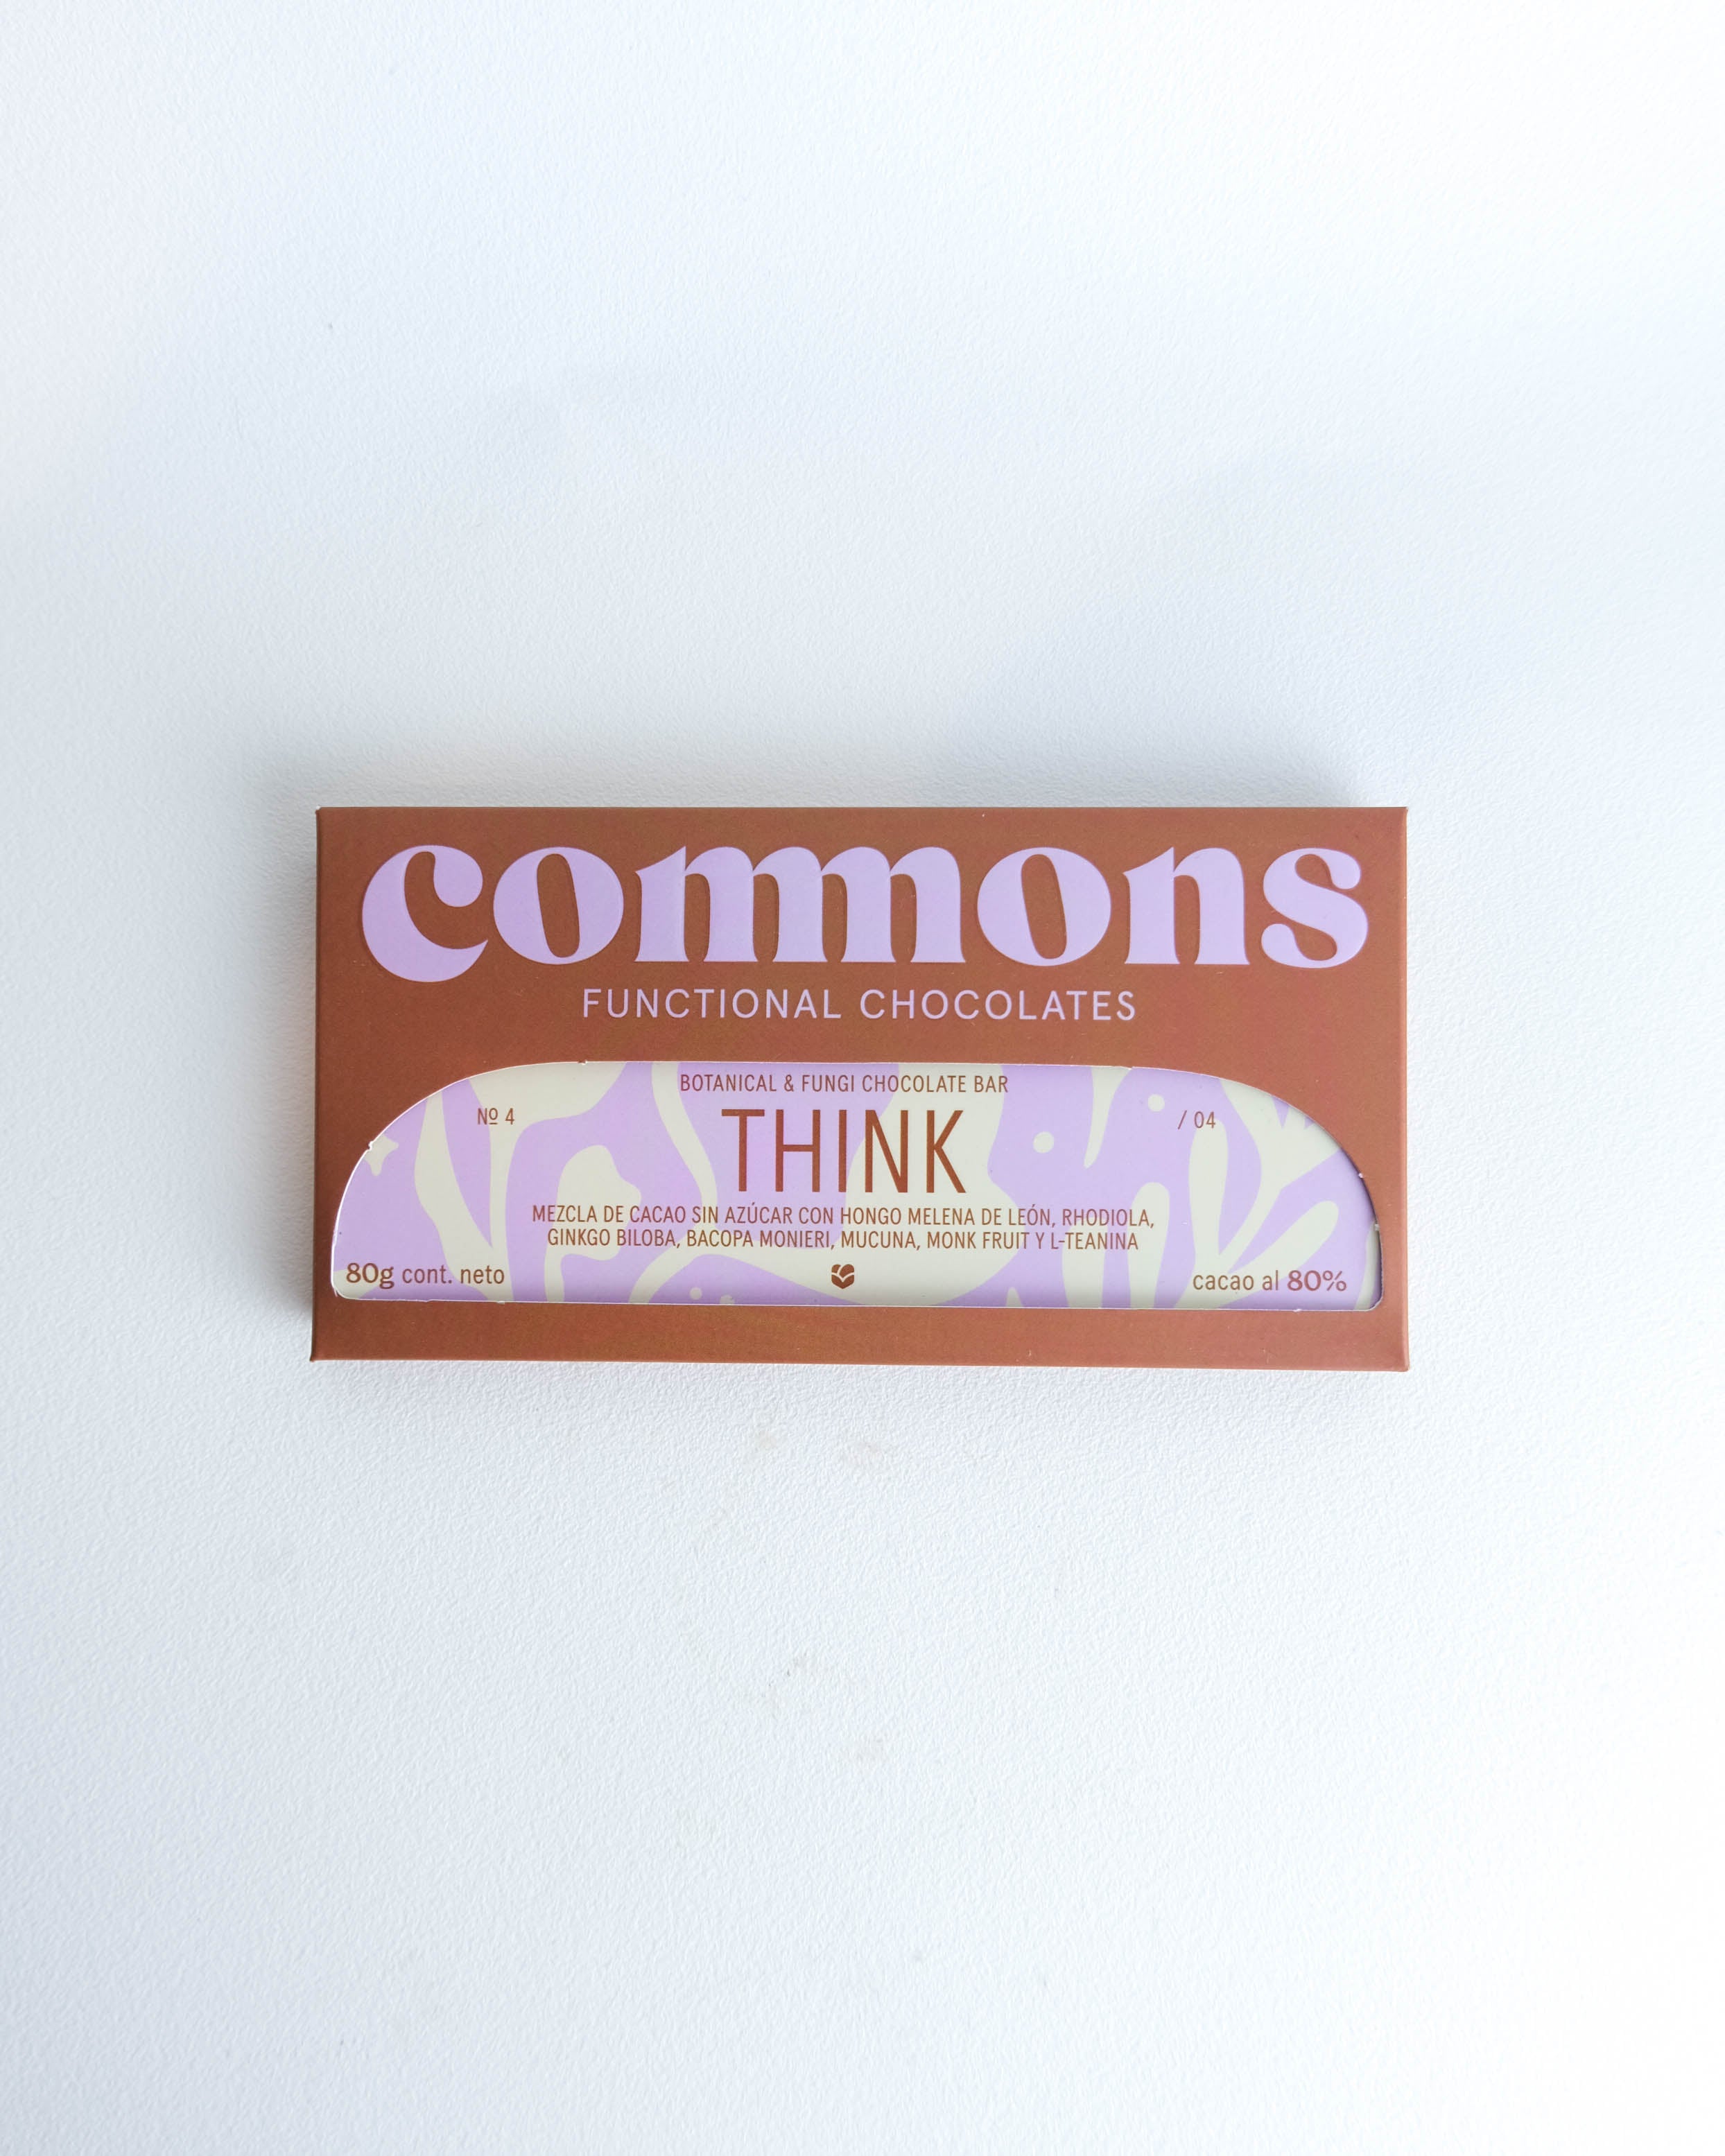 commons
FUNCTIONAL CHOCOLATES
BOTANICAL & FUNGI CHOCOLATE BAR
Nº 4
THINK
/ 04
MEZCLA DE CACAO SIN AZÚCAR CON HONGO MELENA DE LEÓN, RHODIOLA,
GINKGO BILOBA, BACOPA MONIERI, MUCUNA, MONK FRUIT Y L-TEANINA
80g cont. neto
cacao al 80%